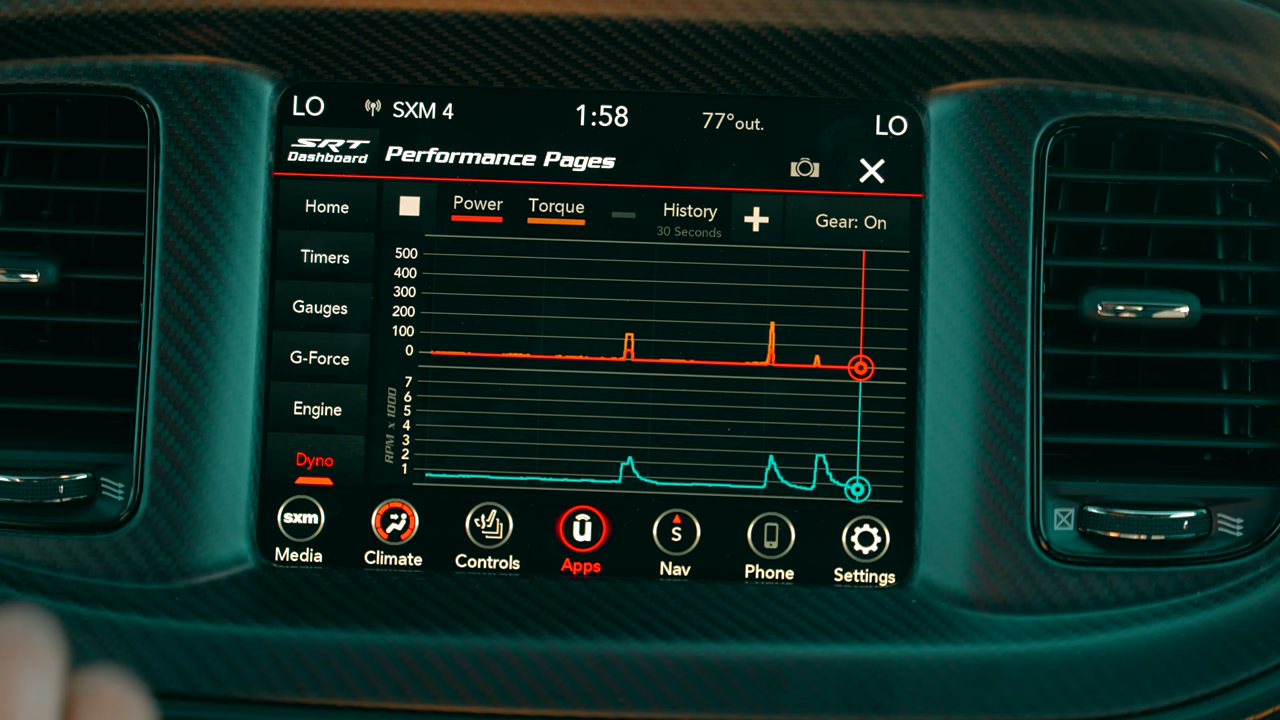 LO SXM 4 1:58 77°out. LO
SRT Dashboard Performance Pages
Home Power Torque History 30 Seconds Gear: On
Timers
Gauges
G-Force
Engine
Dyno
500
400
300
200
100
0
RPM x 1000
7
6
5
4
3
2
1
sxm S
Media Climate Controls Apps Nav Phone Settings